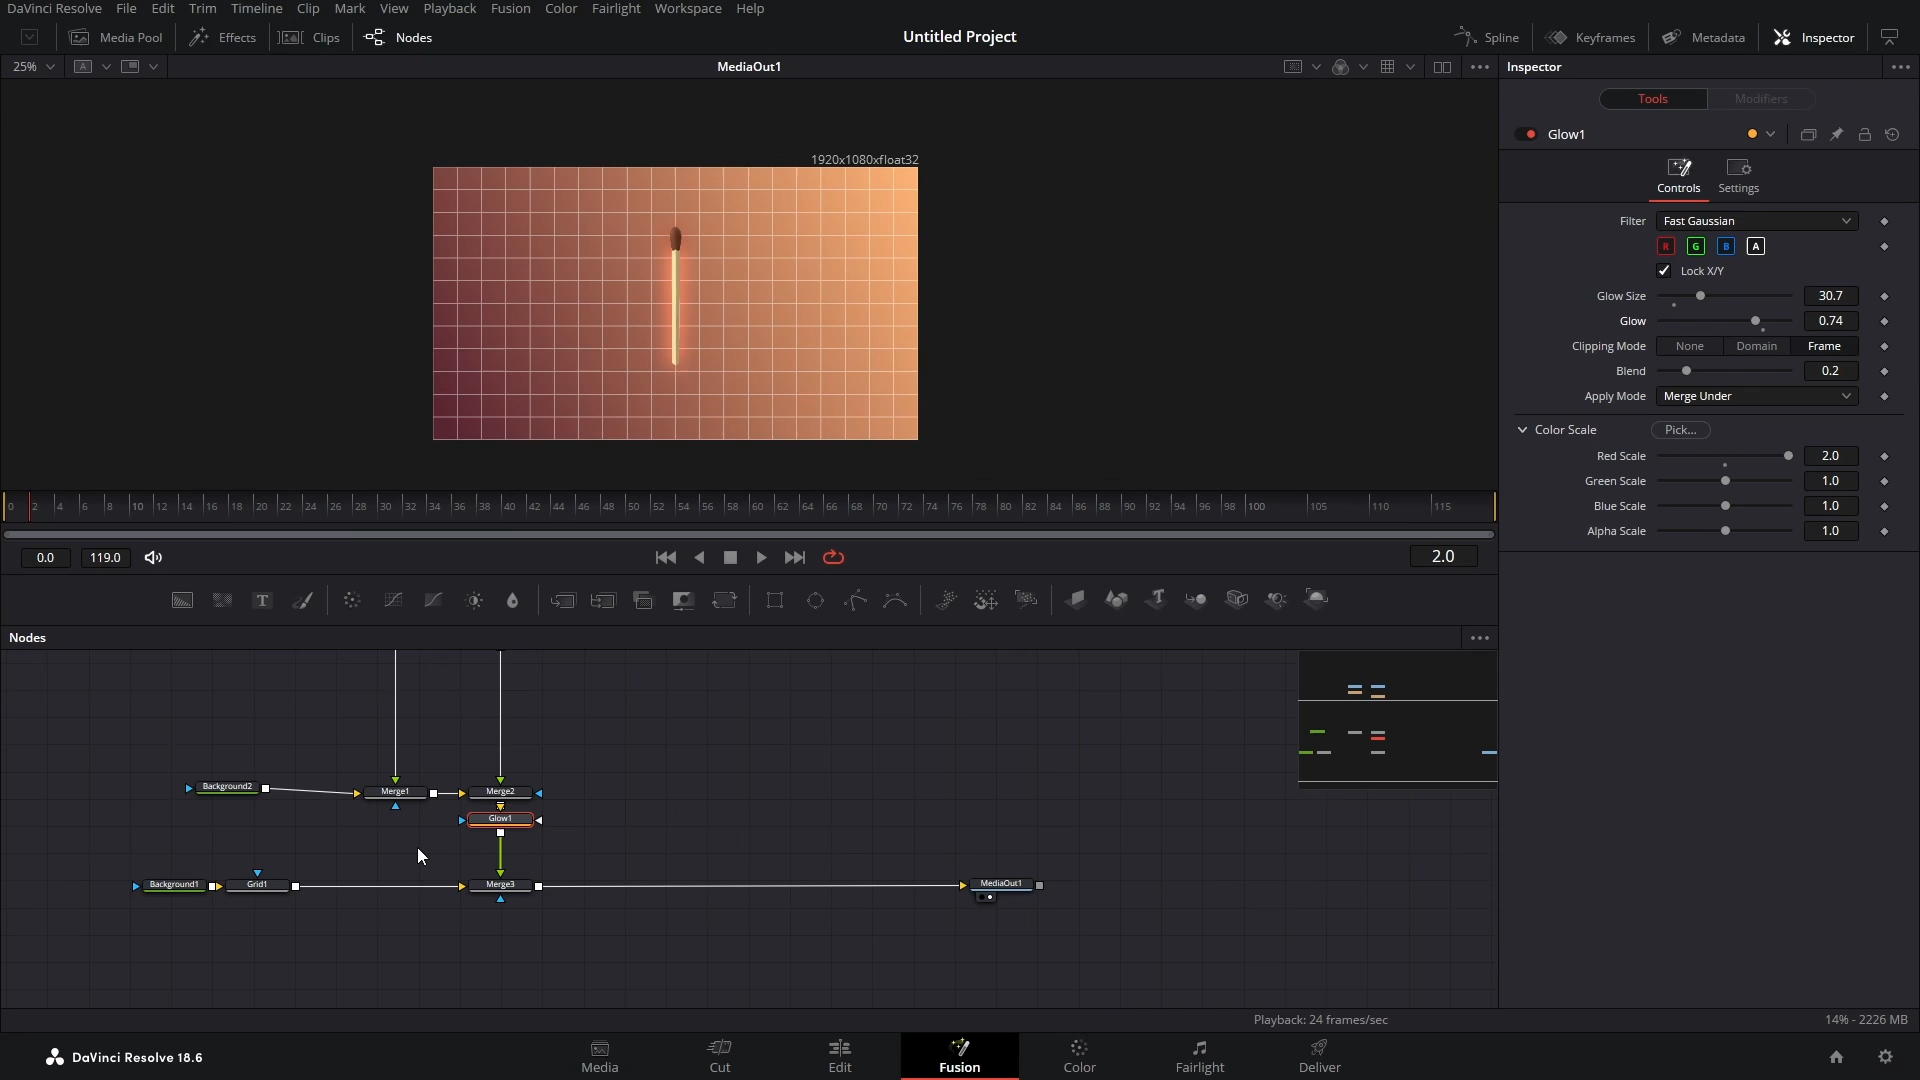 DaVinci Resolve File Edit Trim Timeline Clip Mark View Playback Fusion Color Fairlight Workspace Help
Media Pool Effects Clips Nodes Untitled Project Spline Keyframes Metadata Inspector
25% A MediaOut1 Inspector
Tools Modifiers
Glow1
1920x1080xfloat32
Controls Settings
Filter Fast Gaussian
R G B A
Lock X/Y
Glow Size 30.7
Glow 0.74
Clipping Mode None Domain Frame
Blend 0.2
Apply Mode Merge Under
Color Scale Pick...
Red Scale 2.0
Green Scale 1.0
Blue Scale 1.0
Alpha Scale 1.0
0 2 4 6 8 10 12 14 16 18 20 22 24 26 28 30 32 34 36 38 40 42 44 46 48 50 52 54 56 58 60 62 64 66 68 70 72 74 76 78 80 82 84 86 88 90 92 94 96 98 100 105 110 115
0.0 119.0 2.0
T T
Nodes
Background2 Merge1 Merge2
Glow1
Background1 Grid1 Merge3 MediaOut1
Playback: 24 frames/sec 14% - 2226 MB
DaVinci Resolve 18.6 Media Cut Edit Fusion Color Fairlight Deliver